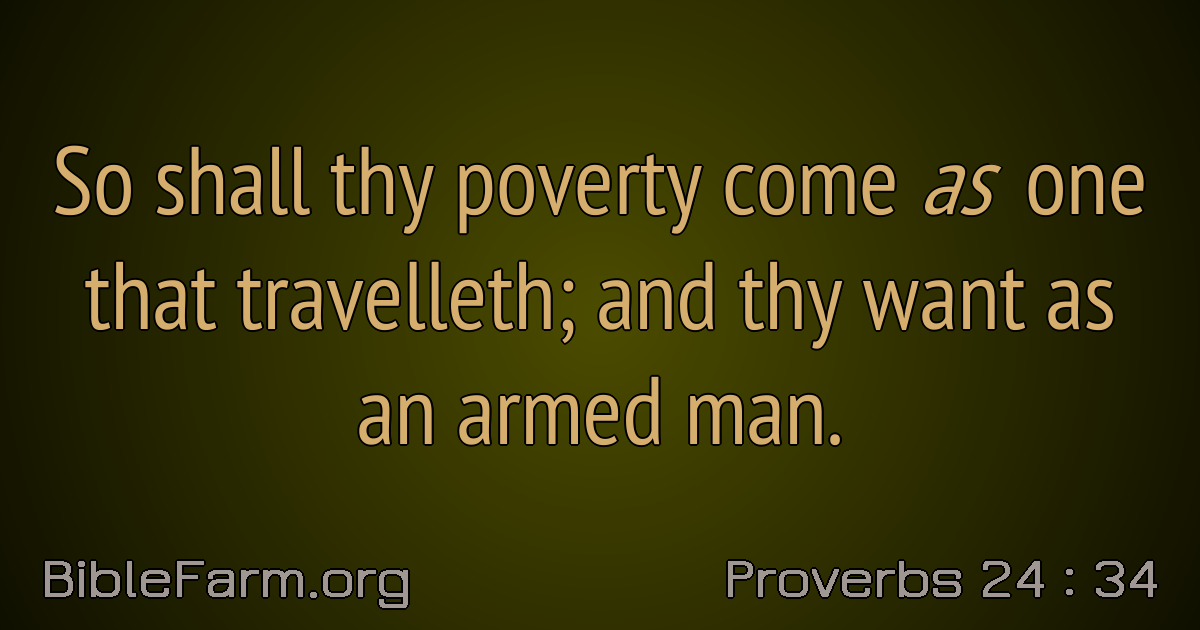 So shall thy poverty come as one
that travelleth; and thy want as
an armed man.
BibleFarm.org
Proverbs 24 : 34